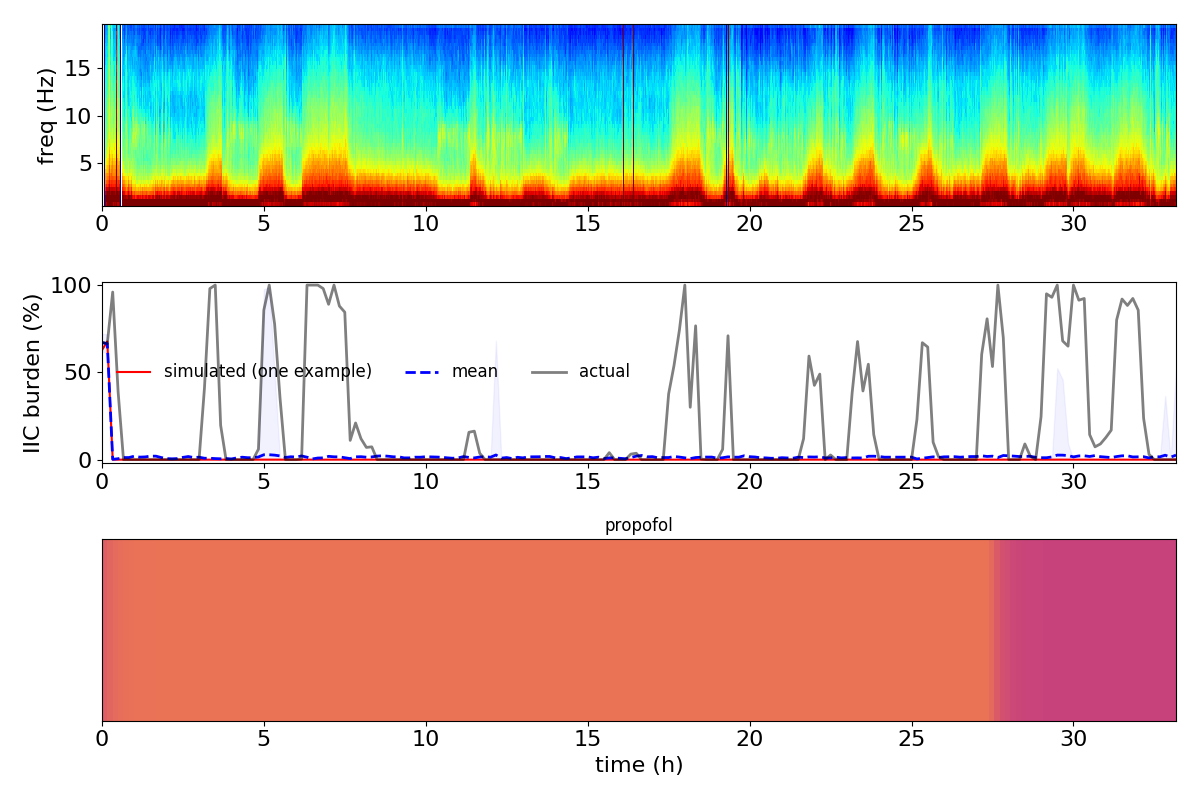 freq (Hz)
15
10
5
0 5 10 15 20 25 30
IIC burden (%)
100
50
0
simulated (one example) mean actual
0 5 10 15 20 25 30
propofol
0 5 10 15 20 25 30
time (h)